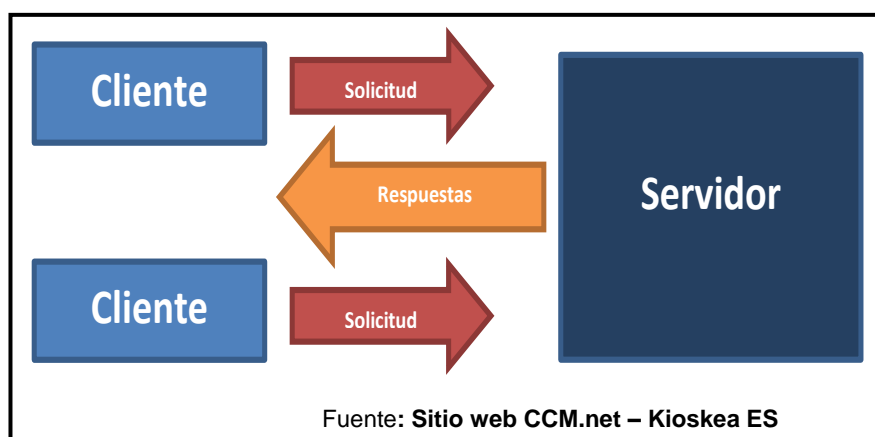 Cliente
Solicitud
Servidor
Respuestas
Cliente
Solicitud
Fuente: Sitio web CCM.net – Kioskea ES